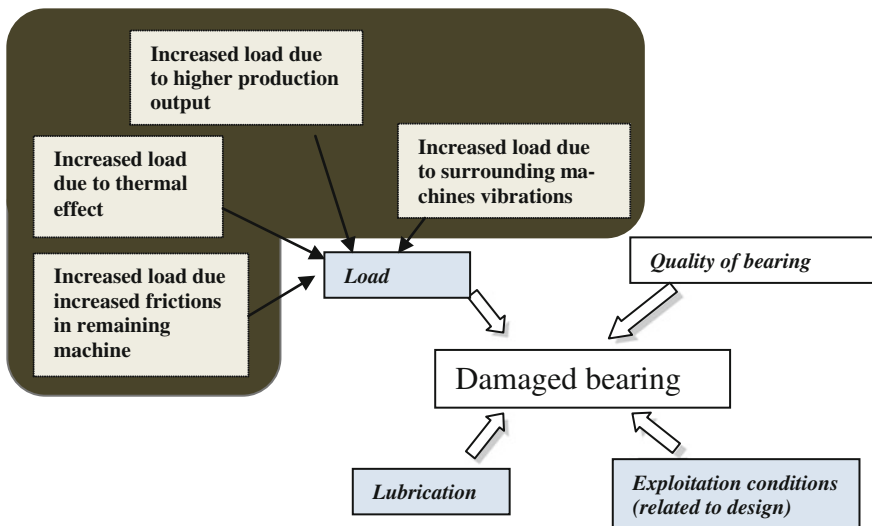 Increased load due
to higher production
output
Increased load
due to thermal
effect
Increased load due
to surrounding ma-
chines vibrations
Increased load due
increased frictions
in remaining
machine
Load
Quality of bearing
Damaged bearing
Lubrication
Exploitation conditions
(related to design)